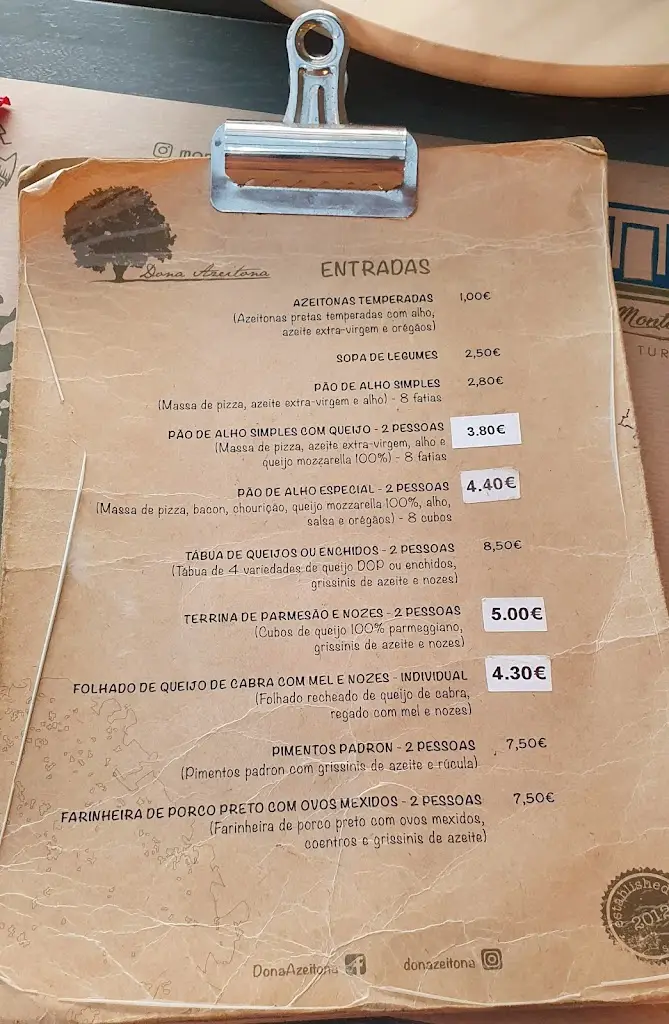 Dona Azeitona
ENTRADAS
AZEITONAS TEMPERADAS 1,00€
(Azeitonas pretas temperadas com alho,
azeite extra-virgem e orégãos)
SOPA DE LEGUMES 2,50€
PÃO DE ALHO SIMPLES 2,80€
(Massa de pizza, azeite extra-virgem e alho) - 8 fatias
PÃO DE ALHO SIMPLES COM QUEIJO - 2 PESSOAS 3.80€
(Massa de pizza, azeite extra-virgem, alho e
queijo mozzarella 100%) - 8 fatias
PÃO DE ALHO ESPECIAL - 2 PESSOAS 4.40€
(Massa de pizza, bacon, chourição, queijo mozzarella 100%, alho,
salsa e orégãos) - 8 cubos
TÁBUA DE QUEIJOS OU ENCHIDOS - 2 PESSOAS 8,50€
(Tábua de 4 variedades de queijo DOP ou enchidos,
grissinis de azeite e nozes)
TERRINA DE PARMESÃO E NOZES - 2 PESSOAS 5.00€
(Cubos de queijo 100% parmeggiano,
grissinis de azeite e nozes)
FOLHADO DE QUEIJO DE CABRA COM MEL E NOZES - INDIVIDUAL 4.30€
(Folhado recheado de queijo de cabra,
regado com mel e nozes)
PIMENTOS PADRON - 2 PESSOAS 7,50€
(Pimentos padron com grissinis de azeite e rúcula)
FARINHEIRA DE PORCO PRETO COM OVOS MEXIDOS - 2 PESSOAS 7,50€
(Farinheira de porco preto com ovos mexidos,
coentros e grissinis de azeite)
DonaAzeitona donazeitona
established